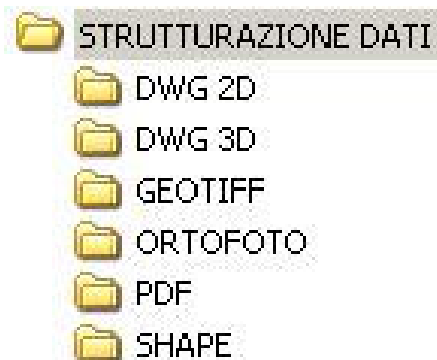 STRUTTURAZIONE DATI
DWG 2D
DWG 3D
GEOTIFF
ORTOFOTO
PDF
SHAPE